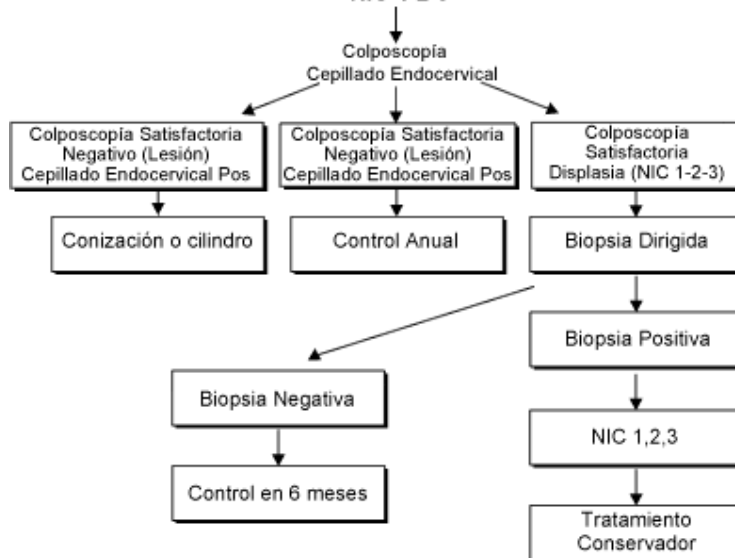 Colposcopía
Cepillado Endocervical
Colposcopía Satisfactoria
Negativo (Lesión)
Cepillado Endocervical Pos
Colposcopía Satisfactoria
Negativo (Lesión)
Cepillado Endocervical Pos
Colposcopía
Satisfactoria
Displasia (NIC 1-2-3)
Conización o cilindro
Control Anual
Biopsia Dirigida
Biopsia Positiva
Biopsia Negativa
NIC 1,2,3
Control en 6 meses
Tratamiento
Conservador